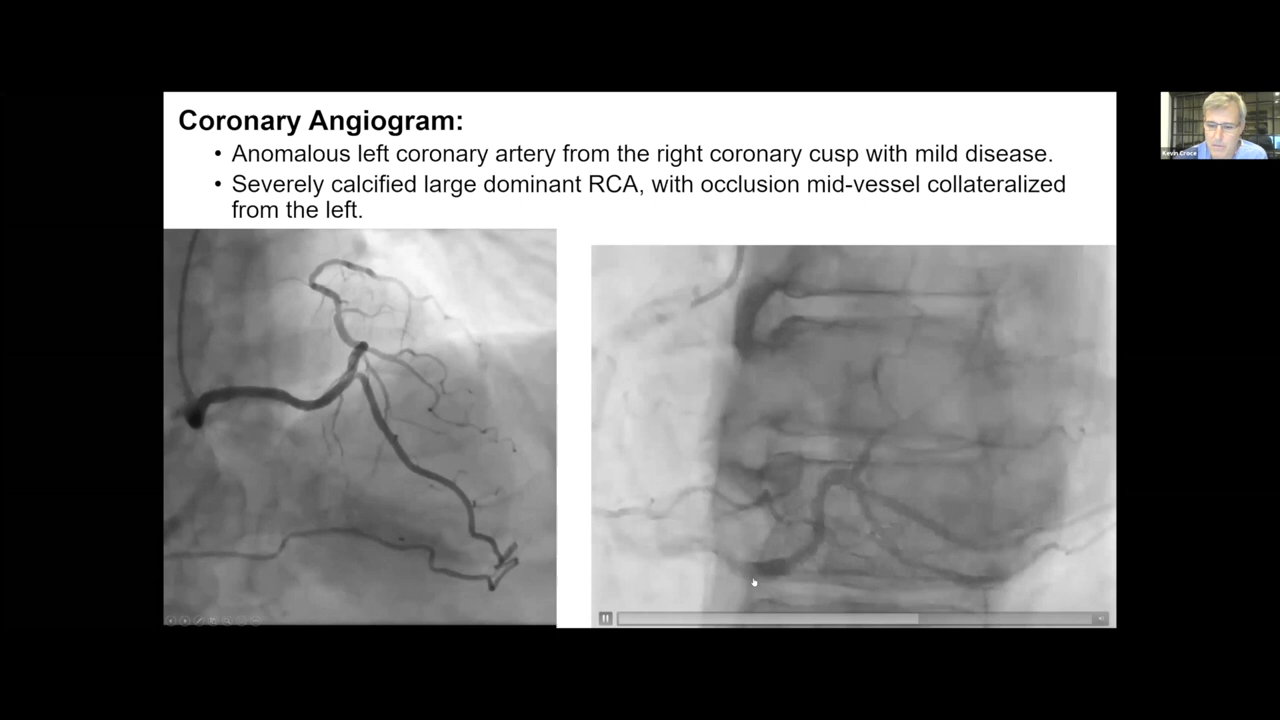 Coronary Angiogram:
• Anomalous left coronary artery from the right coronary cusp with mild disease.
• Severely calcified large dominant RCA, with occlusion mid-vessel collateralized
from the left.
Kevin Croce